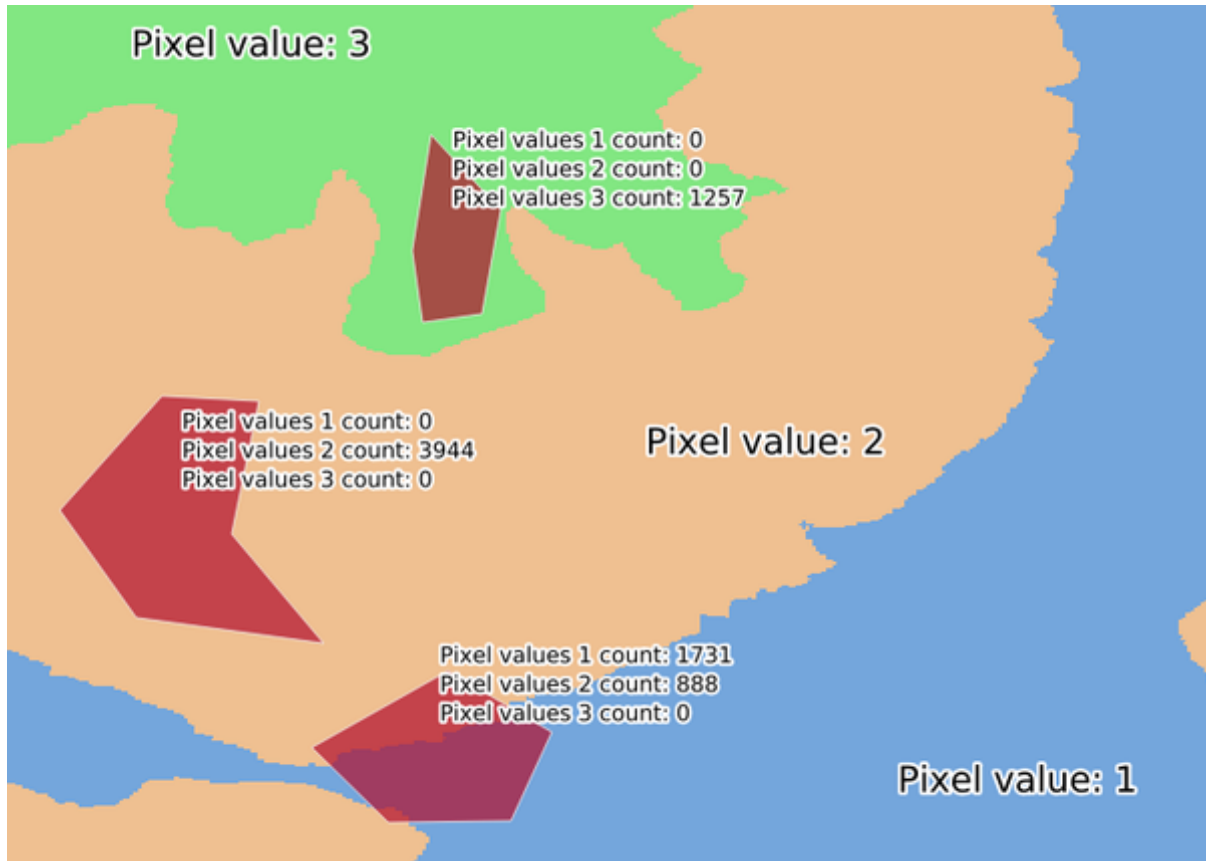 Pixel value: 3
Pixel values 1 count: 0
Pixel values 2 count: 0
Pixel values 3 count: 1257
Pixel values 1 count: 0
Pixel values 2 count: 3944
Pixel values 3 count: 0
Pixel value: 2
Pixel values 1 count: 1731
Pixel values 2 count: 888
Pixel values 3 count: 0
Pixel value: 1